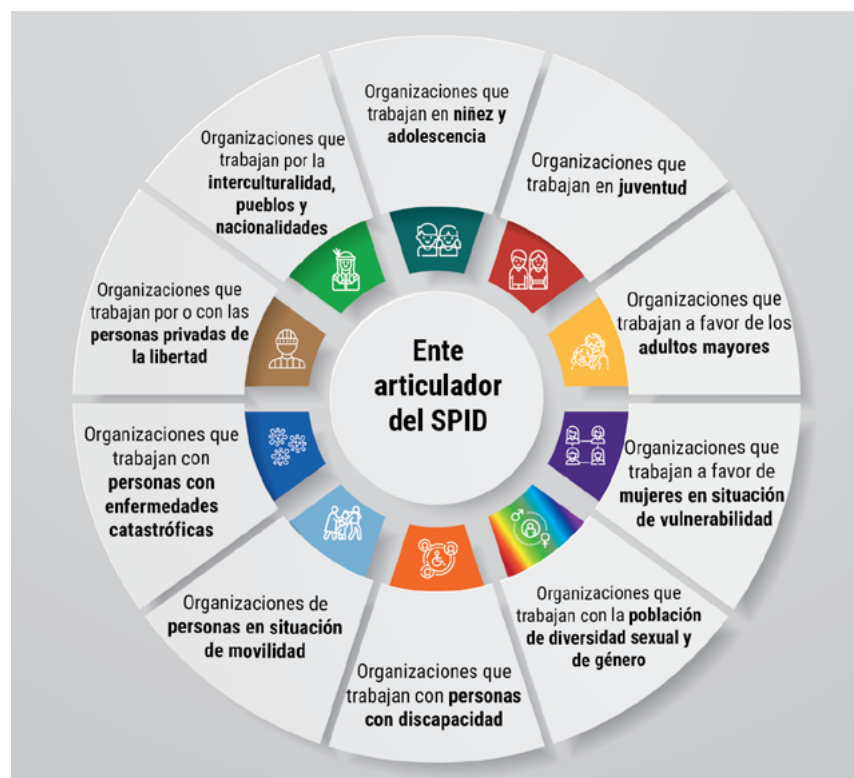 Organizaciones que
trabajan en niñez y
adolescencia
Organizaciones que
trabajan en juventud
Organizaciones que
trabajan a favor de los
adultos mayores
Organizaciones que
trabajan a favor de
mujeres en situación
de vulnerabilidad
Organizaciones que
trabajan con la población
de diversidad sexual y
de género
Organizaciones que
trabajan con personas
con discapacidad
Organizaciones de
personas en situación
de movilidad
Organizaciones que
trabajan con
personas con
enfermedades
catastróficas
Organizaciones que
trabajan por o con las
personas privadas de
la libertad
Organizaciones que
trabajan por la
interculturalidad,
pueblos y
nacionalidades
Ente
articulador
del SPID